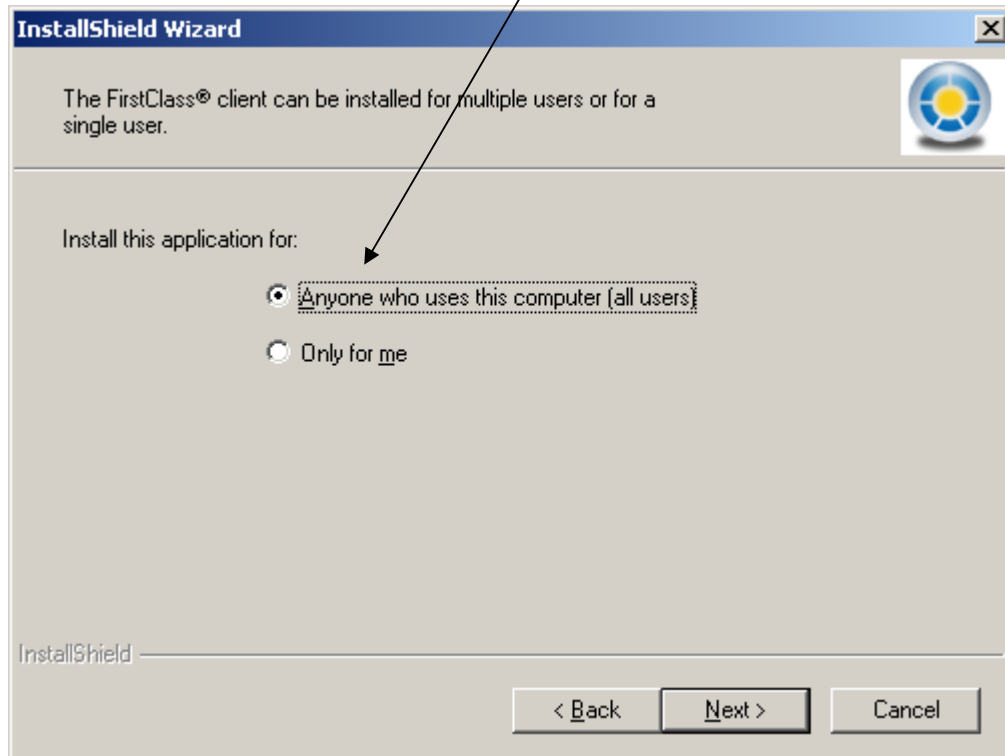 InstallShield Wizard
The FirstClass® client can be installed for multiple users or for a
single user.
Install this application for:
Anyone who uses this computer (all users)
Only for me
InstallShield
< Back
Next >
Cancel